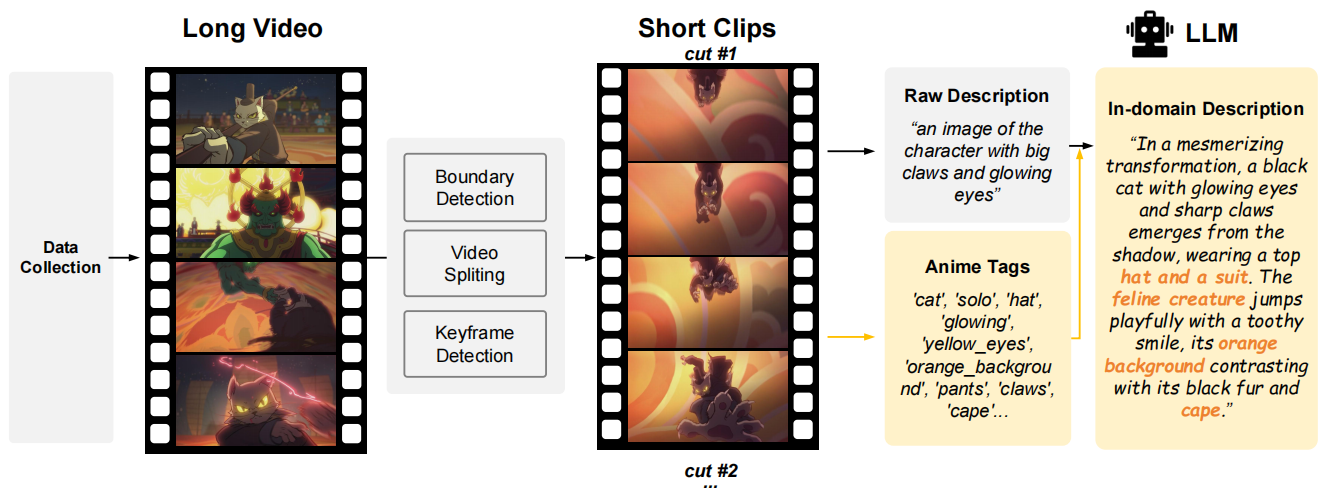 Long Video
Short Clips
cut #1
LLM
Data
Collection
Boundary
Detection
Video
Spliting
Keyframe
Detection
cut #2
...
Raw Description
“an image of the
character with big
claws and glowing
eyes”
Anime Tags
'cat', 'solo', 'hat',
'glowing',
'yellow_eyes',
'orange_backgrou
nd', 'pants', 'claws',
'cape'...
In-domain Description
“In a mesmerizing
transformation, a black
cat with glowing eyes
and sharp claws
emerges from the
shadow, wearing a top
hat and a suit. The
feline creature jumps
playfully with a toothy
smile, its orange
background contrasting
with its black fur and
cape.”